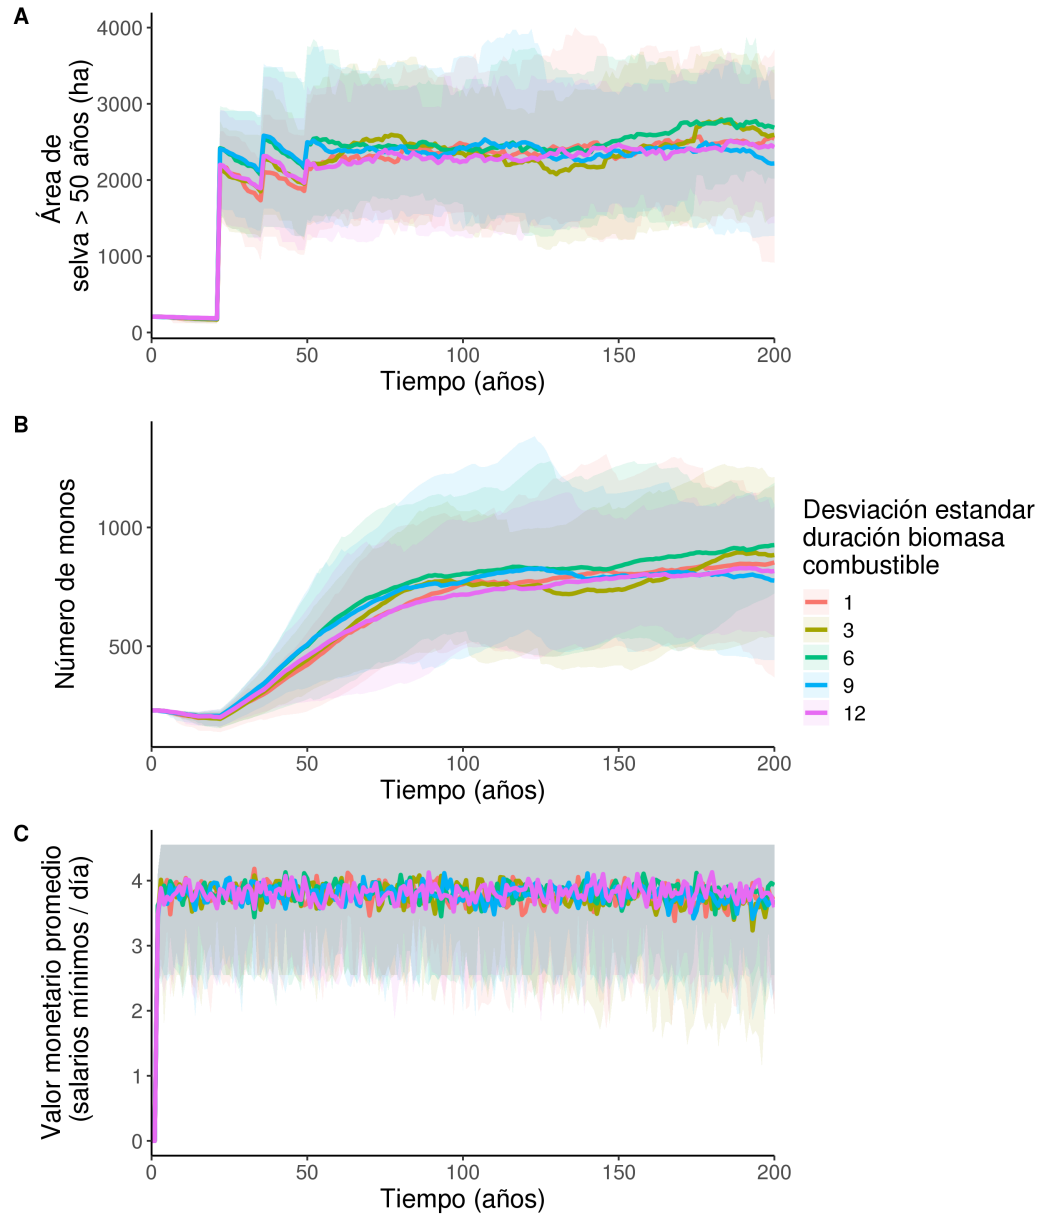 A
Área de
selva > 50 años (ha)
4000
3000
2000
1000
0
0 50 100 150 200
Tiempo (años)
B
Número de monos
1000
500
0 50 100 150 200
Tiempo (años)
Desviación estandar
duración biomasa
combustible
1
3
6
9
12
C
Valor monetario promedio
(salarios mínimos / día)
4
3
2
1
0
0 50 100 150 200
Tiempo (años)